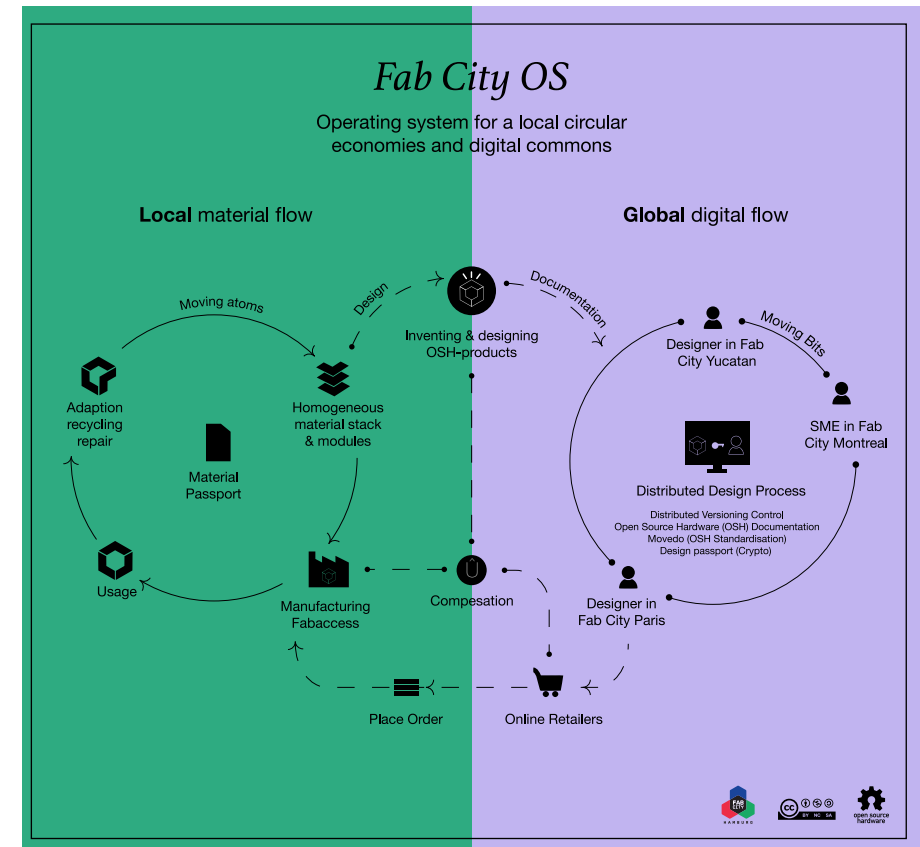 Fab City OS
Operating system for a local circular
economies and digital commons
Local material flow
Global digital flow
Moving atoms
Design
Documentation
Inventing & designing
OSH-products
Moving Bits
Designer in Fab
City Yucatan
SME in Fab
City Montreal
Adaption
recycling
repair
Homogeneous
material stack
& modules
Material
Passport
Distributed Design Process
Distributed Versioning Control
Open Source Hardware (OSH) Documentation
Movedo (OSH Standardisation)
Design passport (Crypto)
Usage
Manufacturing
Fabaccess
Compesation
Designer in
Fab City Paris
Place Order
Online Retailers
FAB
CITY
HAMBURG
cc
BY NC SA
open source
hardware